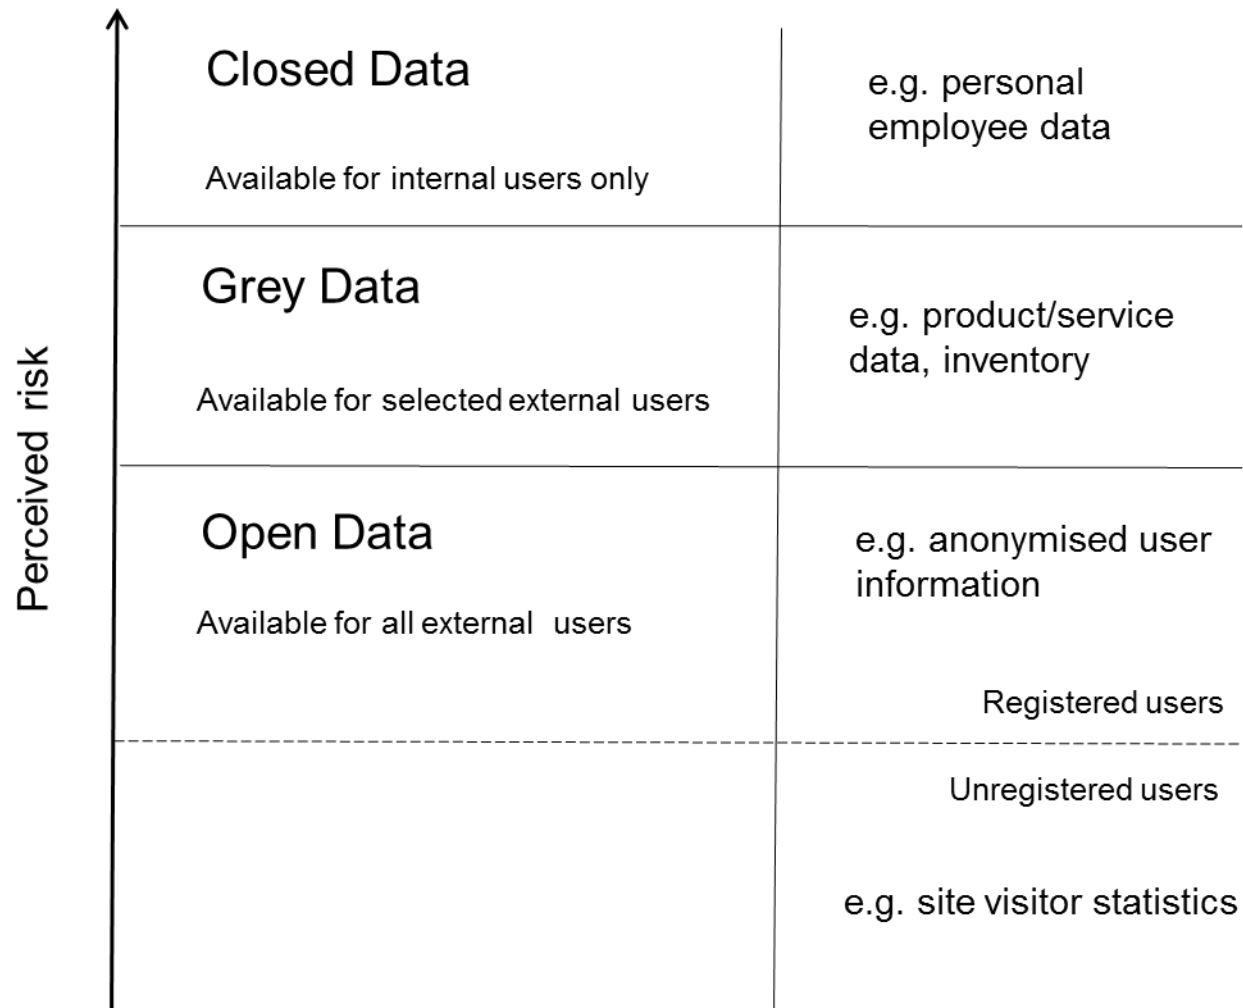 Perceived risk
Closed Data
Available for internal users only
e.g. personal
employee data
Grey Data
Available for selected external users
e.g. product/service
data, inventory
Open Data
Available for all external users
e.g. anonymised user
information
Registered users
Unregistered users
e.g. site visitor statistics